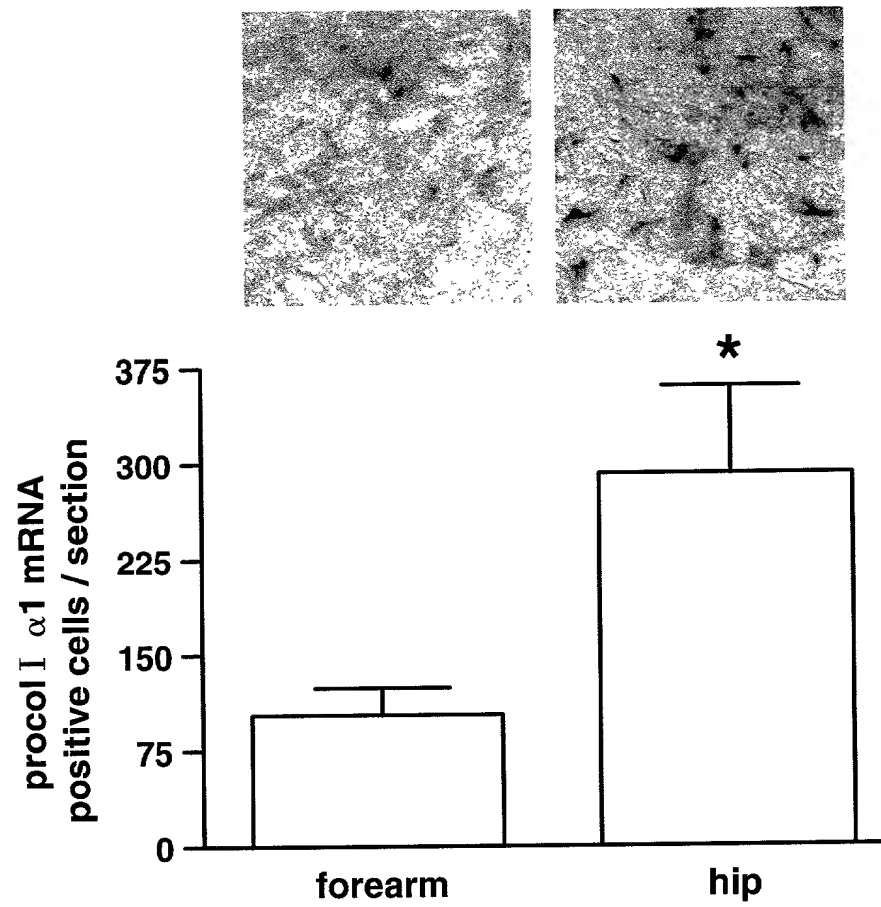 *
375
300
225
150
75
0
procol I α1 mRNA
positive cells / section
forearm
hip